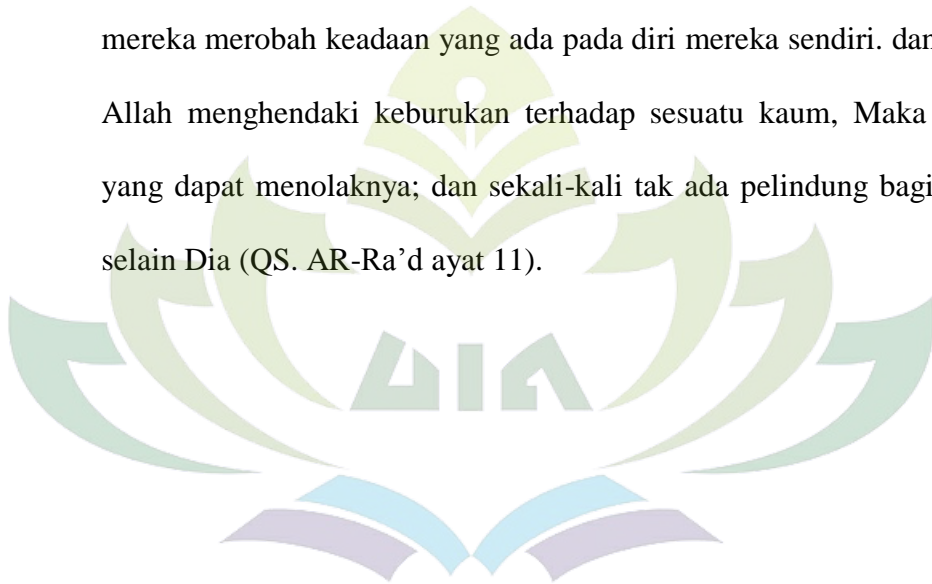 mereka merobah keadaan yang ada pada diri mereka sendiri. dan
Allah menghendaki keburukan terhadap sesuatu kaum, Maka
yang dapat menolaknya; dan sekali-kali tak ada pelindung bagi
selain Dia (QS. AR-Ra’d ayat 11).
UIN